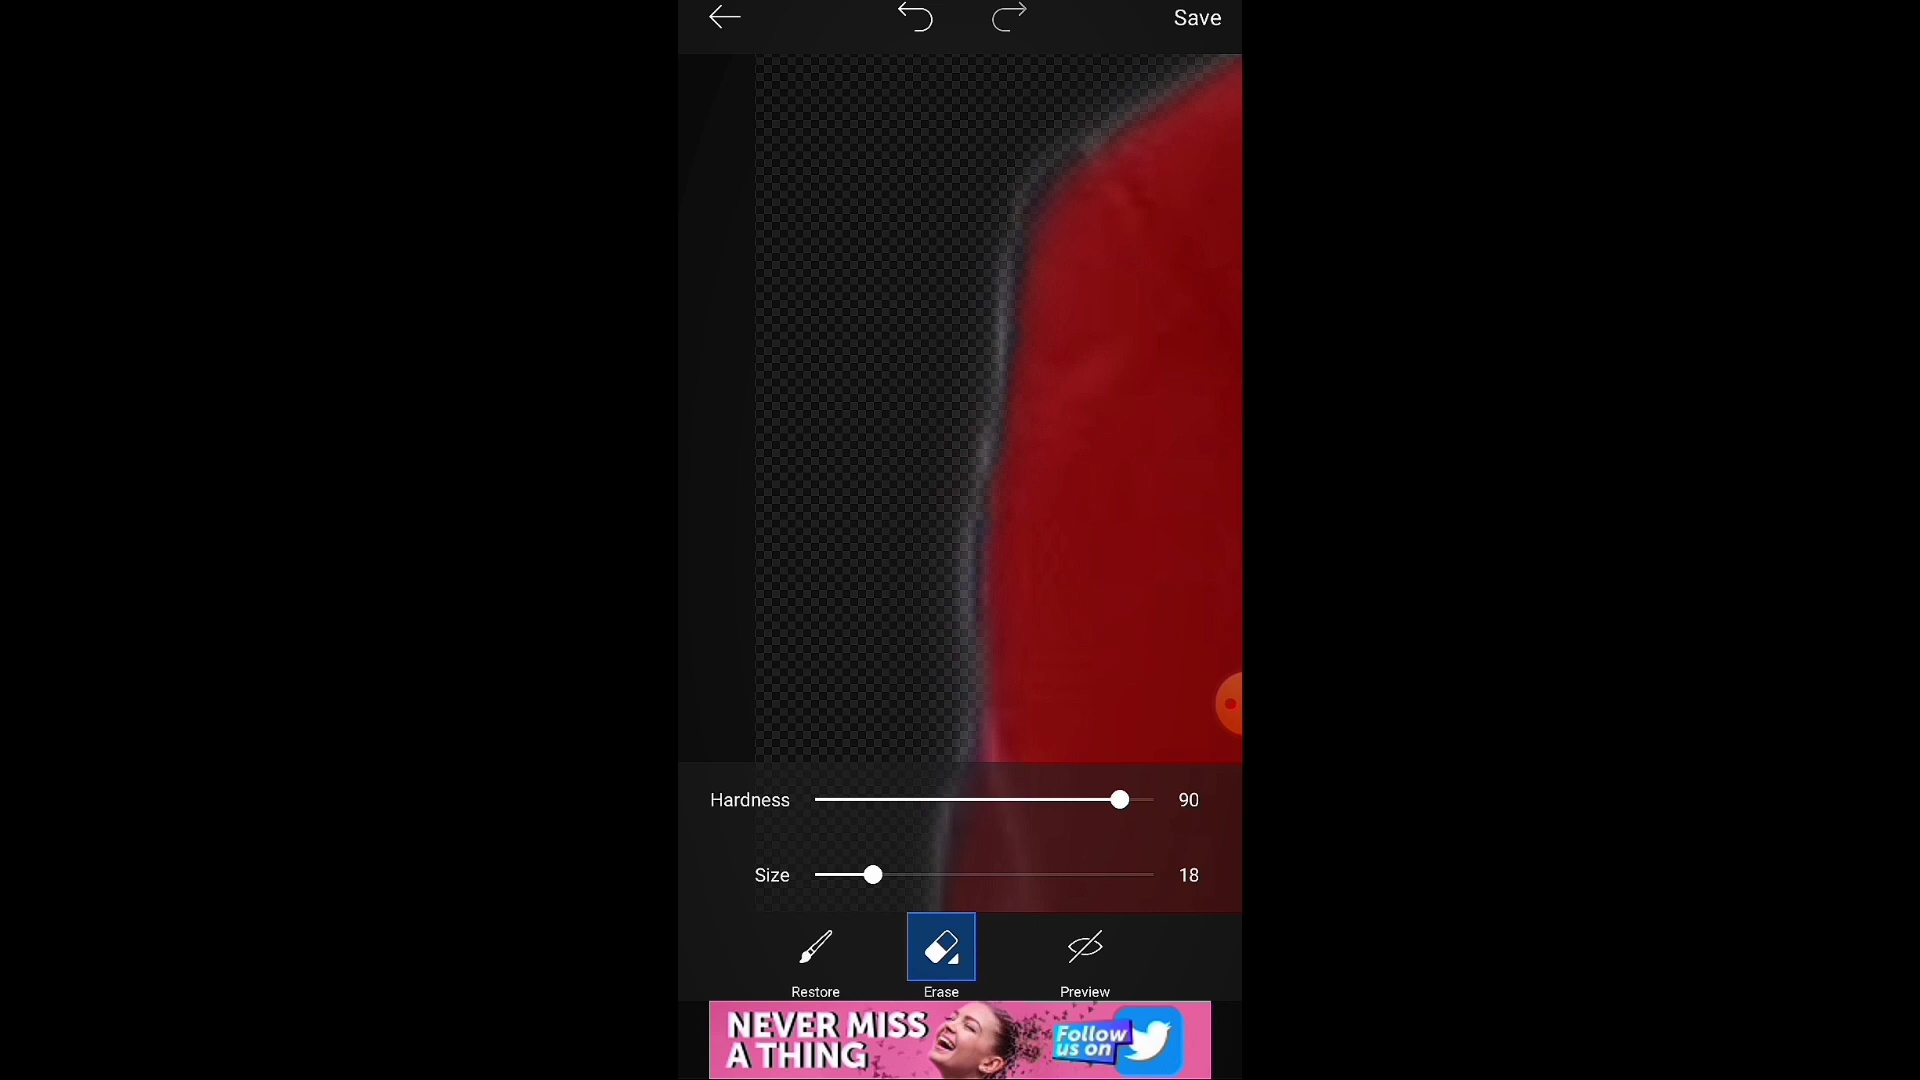 Save
Hardness 90
Size 18
Restore Erase Preview
NEVER MISS
A THING
Follow
us on